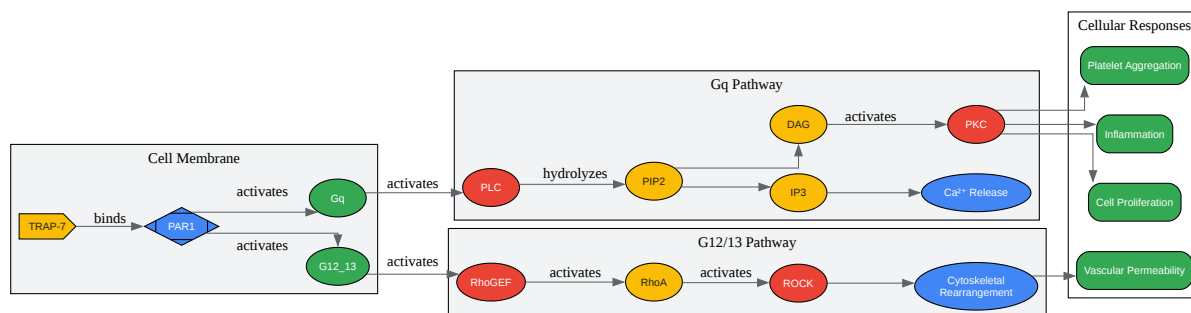 Cellular Responses
Platelet Aggregation
Gq Pathway
DAG
activates
PKC
Inflammation
Cell Membrane
activates
Gq
activates
PLC
hydrolyzes
PIP2
IP3
Ca²⁺ Release
Cell Proliferation
TRAP-7
binds
PAR1
activates
G12_13
activates
G12/13 Pathway
RhoGEF
activates
RhoA
activates
ROCK
Cytoskeletal
Rearrangement
Vascular Permeability